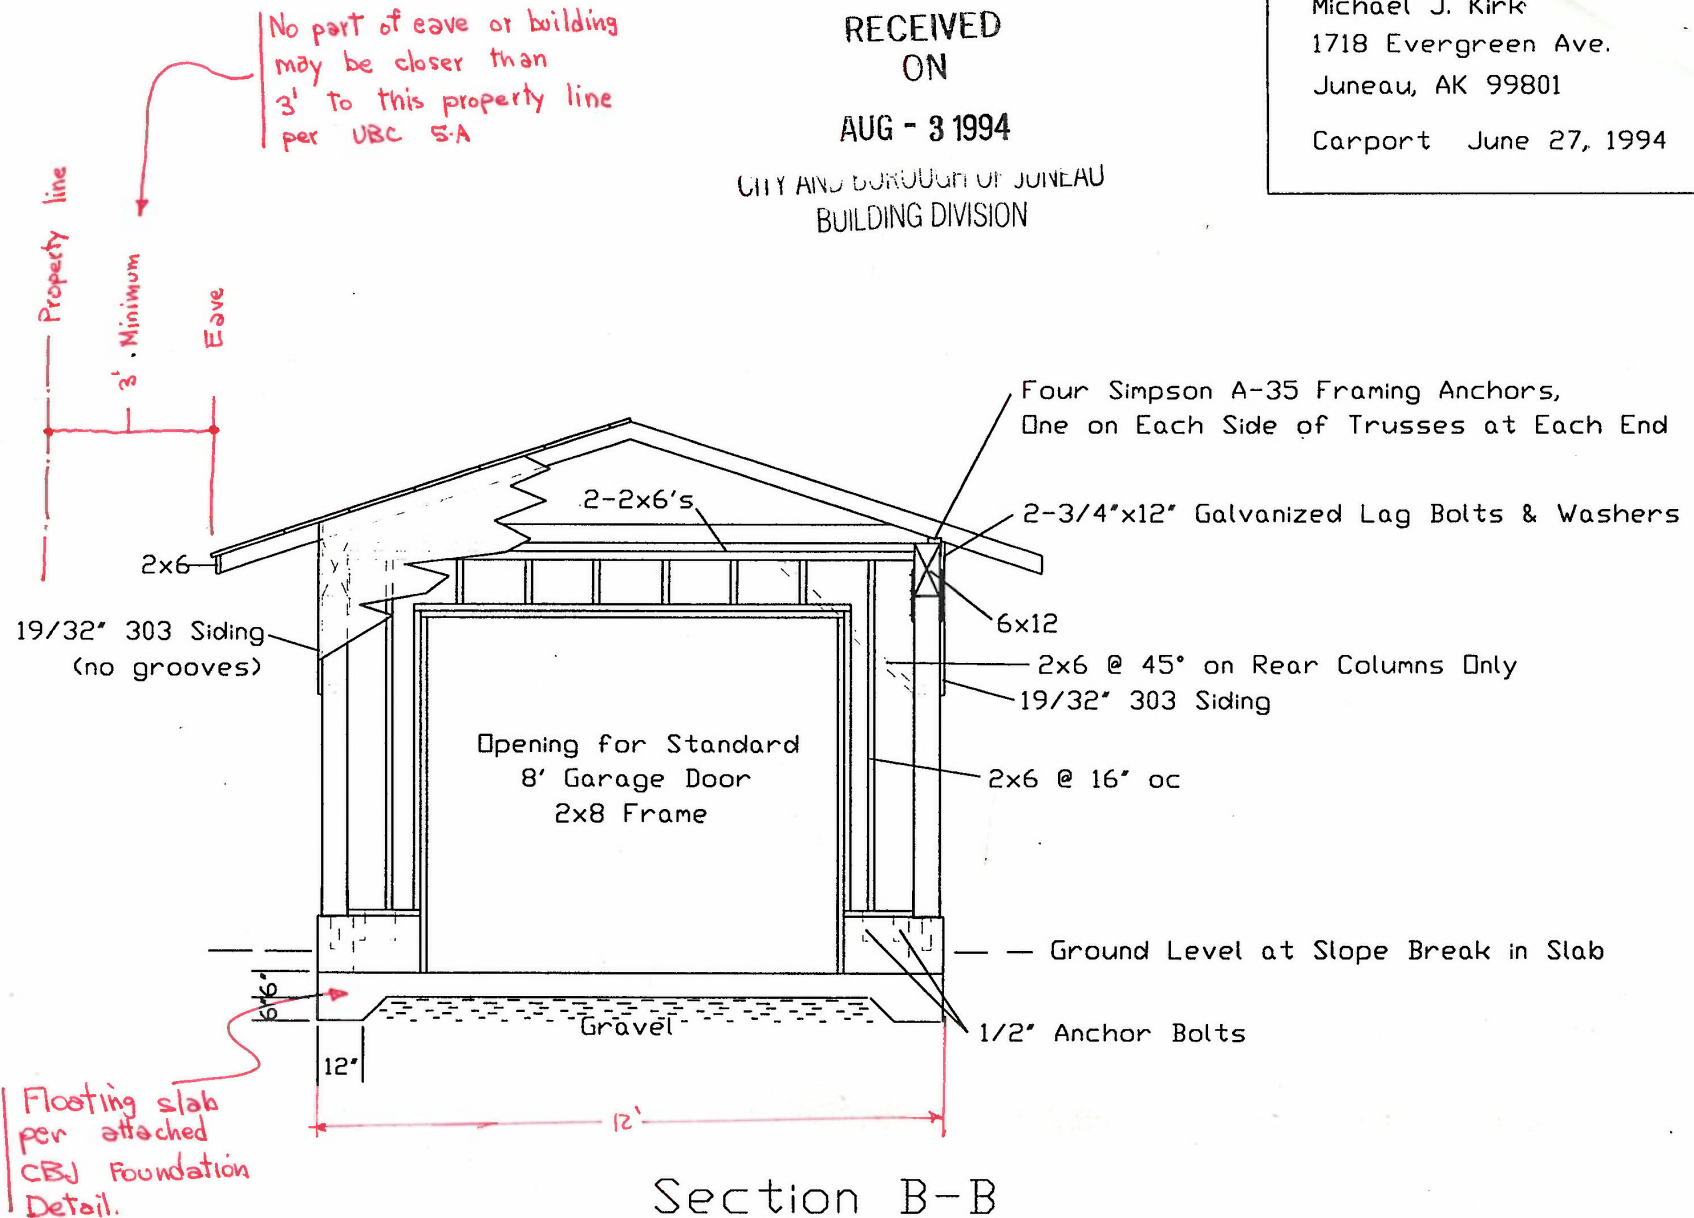 No part of eave or building
may be closer than
3' to this property line
per UBC 5-A
RECEIVED
ON
AUG - 3 1994
CITY AND BOROUGH OF JUNEAU
BUILDING DIVISION
Michael J. Kirk
1718 Evergreen Ave.
Juneau, AK 99801
Carport June 27, 1994
Property line
3' Minimum
Eave
Four Simpson A-35 Framing Anchors,
One on Each Side of Trusses at Each End
2-2x6's
2-3/4"x12" Galvanized Lag Bolts & Washers
2x6
6x12
19/32" 303 Siding
(no grooves)
2x6 @ 45° on Rear Columns Only
19/32" 303 Siding
Opening for Standard
8' Garage Door
2x8 Frame
2x6 @ 16" oc
Ground Level at Slope Break in Slab
6"
6"
Gravel
1/2" Anchor Bolts
12"
Floating slab
per attached
CBJ Foundation
Detail.
12'
Section B-B